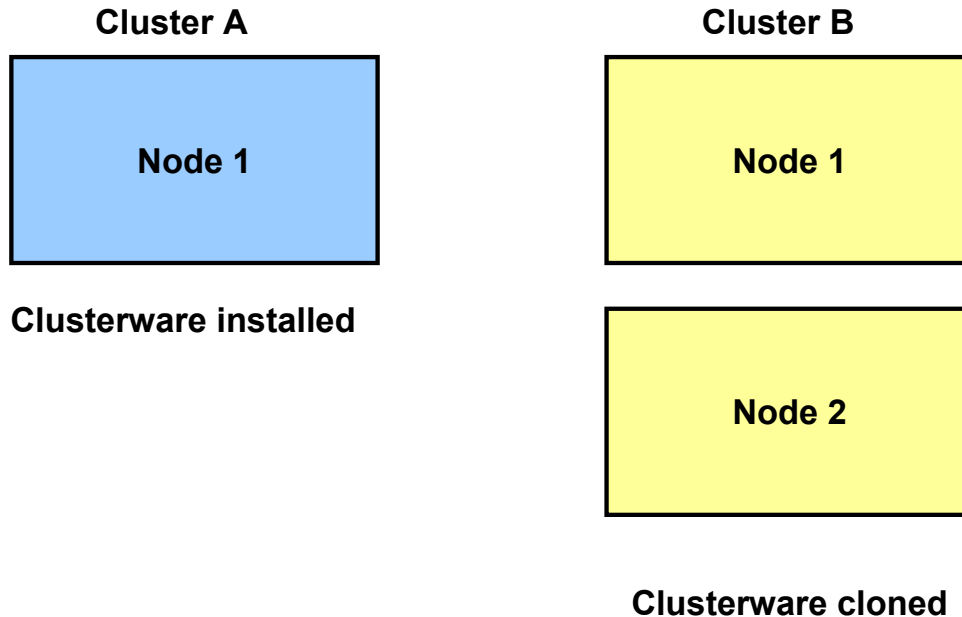 Cluster A
Node 1
Clusterware installed
Cluster B
Node 1
Node 2
Clusterware cloned